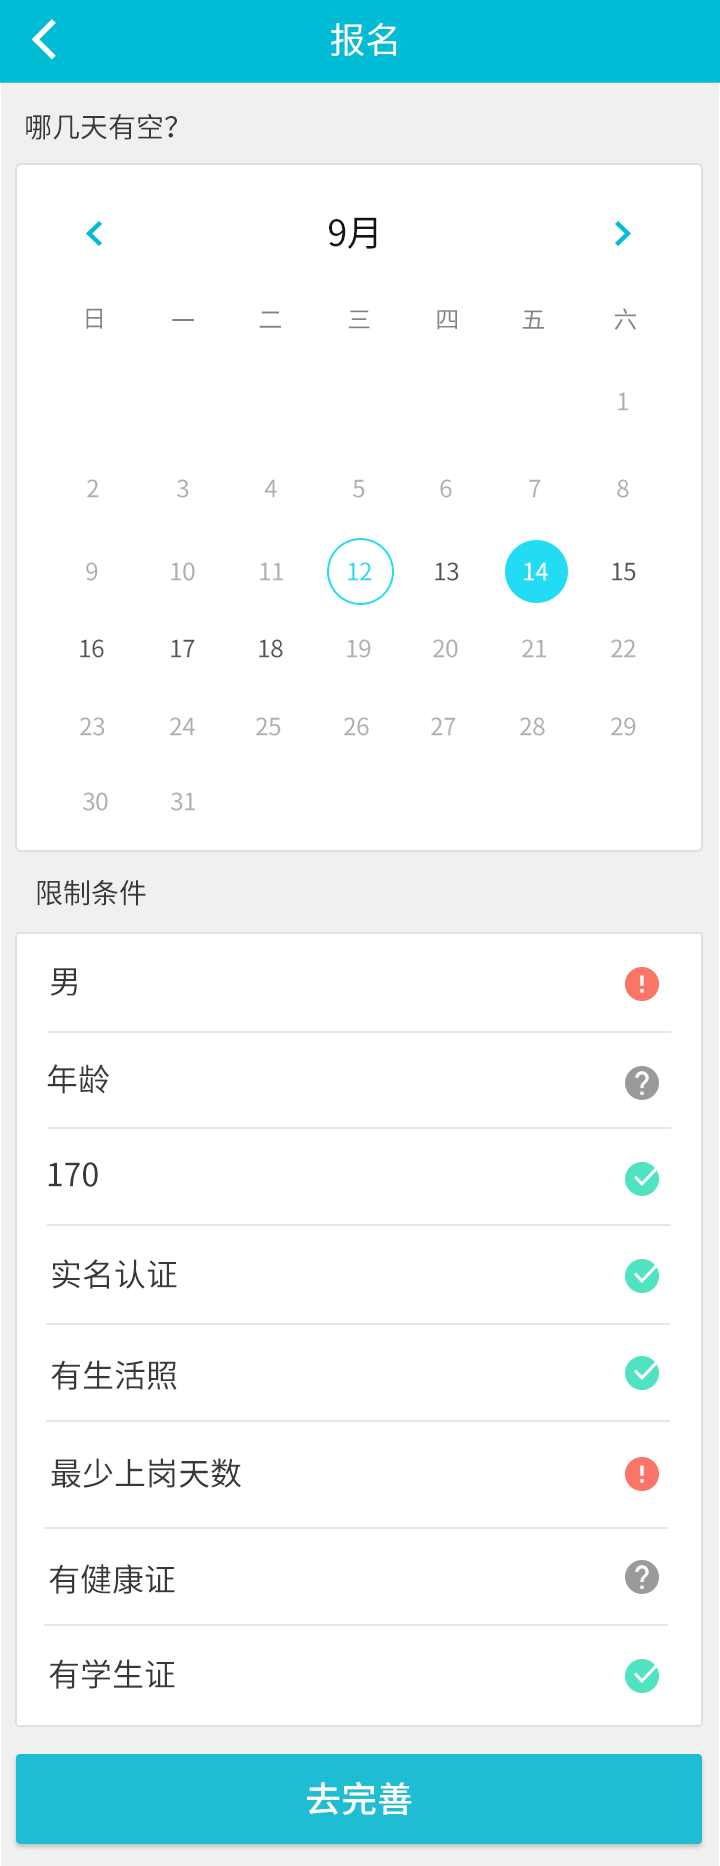 报名
哪几天有空?
9月
日 一 二 三 四 五 六
1
2 3 4 5 6 7 8
9 10 11 12 13 14 15
16 17 18 19 20 21 22
23 24 25 26 27 28 29
30 31
限制条件
男
年龄
170
实名认证
有生活照
最少上岗天数
有健康证
有学生证
去完善